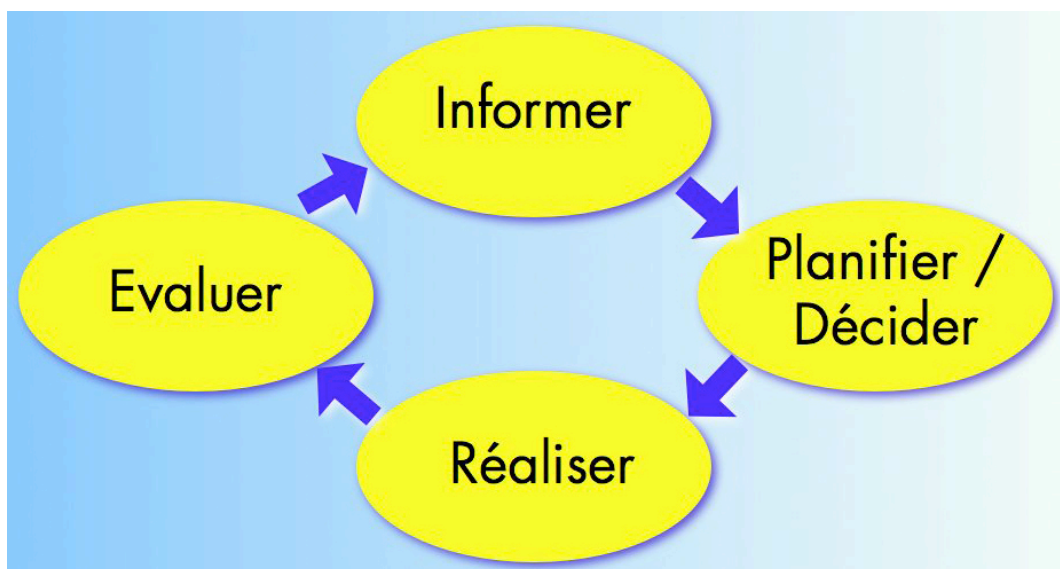 Informer
Planifier /
Décider
Réaliser
Evaluer